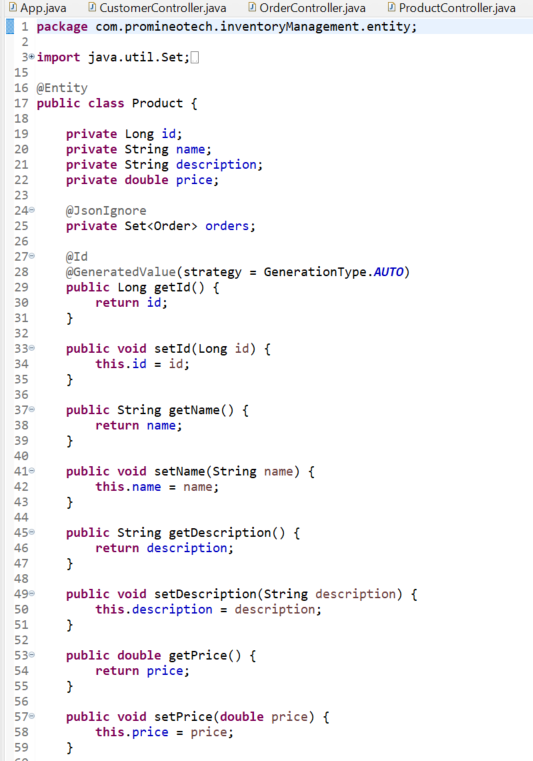 App.java CustomerController.java OrderController.java ProductController.java
1 package com.promineotech.inventoryManagement.entity;
2
3 import java.util.Set;
15
16 @Entity
17 public class Product {
18
19     private Long id;
20     private String name;
21     private String description;
22     private double price;
23
24     @JsonIgnore
25     private Set<Order> orders;
26
27     @Id
28     @GeneratedValue(strategy = GenerationType.AUTO)
29     public Long getId() {
30         return id;
31     }
32
33     public void setId(Long id) {
34         this.id = id;
35     }
36
37     public String getName() {
38         return name;
39     }
40
41     public void setName(String name) {
42         this.name = name;
43     }
44
45     public String getDescription() {
46         return description;
47     }
48
49     public void setDescription(String description) {
50         this.description = description;
51     }
52
53     public double getPrice() {
54         return price;
55     }
56
57     public void setPrice(double price) {
58         this.price = price;
59     }